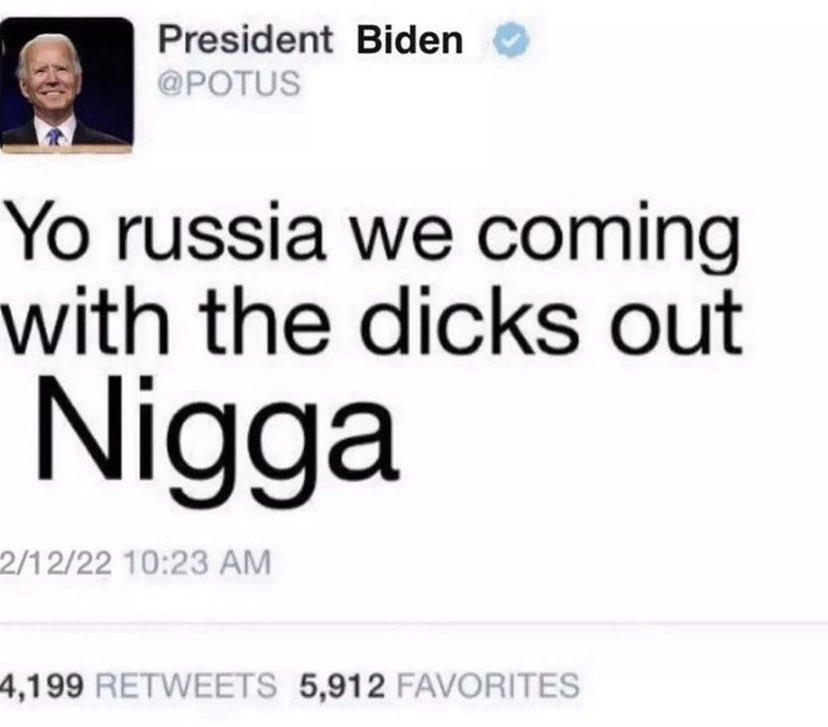 President Biden
@POTUS
Yo russia we coming
with the dicks out
Nigga
2/12/22 10:23 AM
4,199 RETWEETS 5,912 FAVORITES